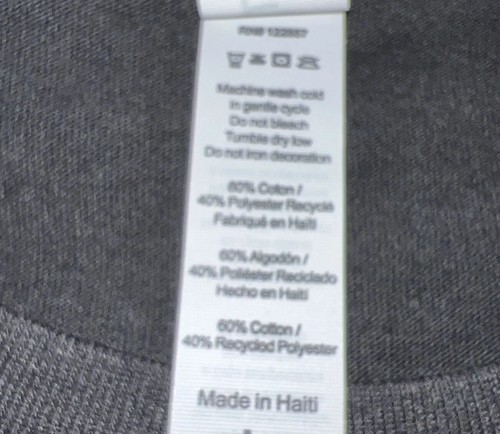 RN# 122887
Machine wash cold
In gentle cycle
Do not bleach
Tumble dry low
Do not iron decoration
60% Coton /
40% Polyester Recyclé
Fabriqué en Haïti
60% Algodón /
40% Poliéster Reciclado
Hecho en Haití
60% Cotton /
40% Recycled Polyester
Made in Haiti